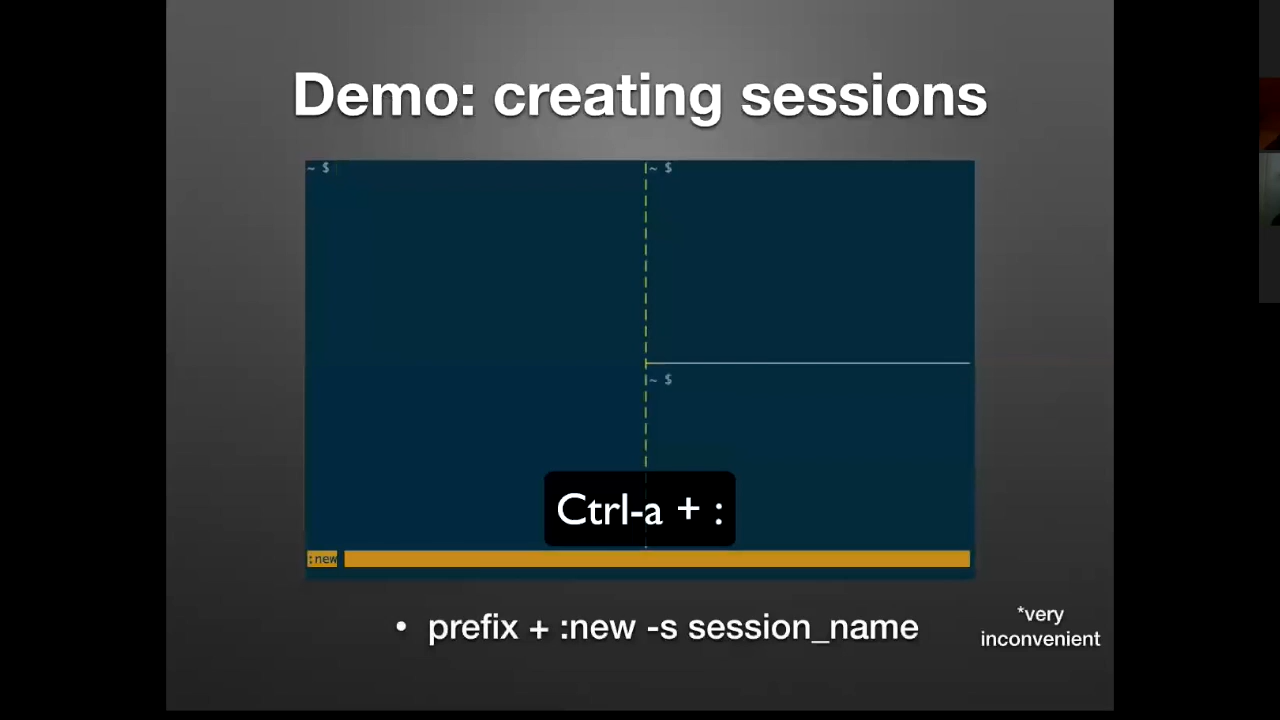 Demo: creating sessions
~ $
~ $
~ $
Ctrl-a + :
:new
• prefix + :new -s session_name
*very
inconvenient